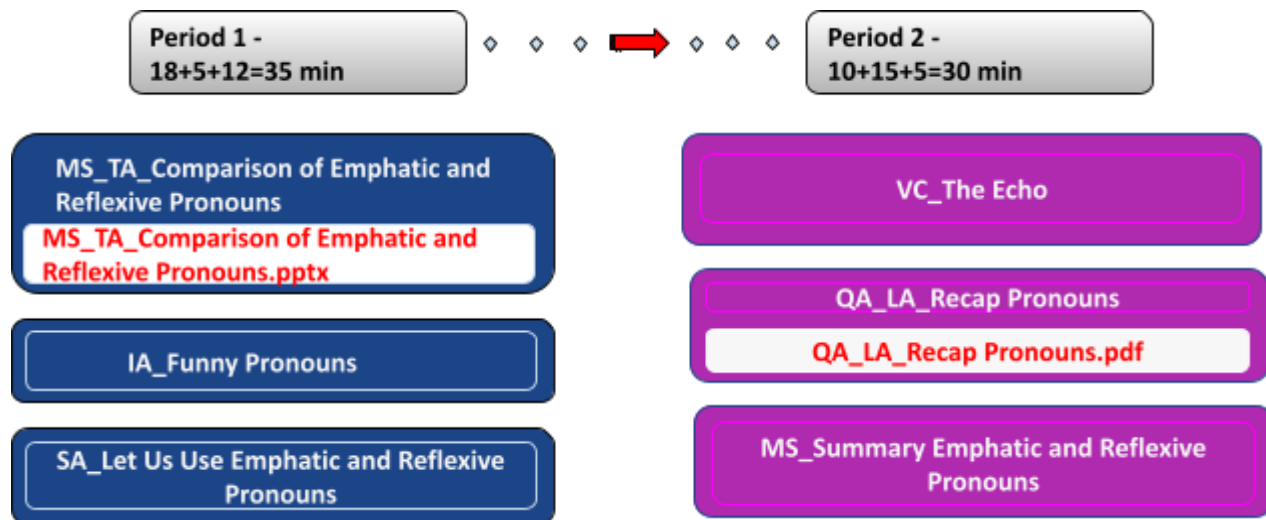 Period 1 -
18+5+12=35 min
Period 2 -
10+15+5=30 min
MS_TA_Comparison of Emphatic and
Reflexive Pronouns
MS_TA_Comparison of Emphatic and
Reflexive Pronouns.pptx
IA_Funny Pronouns
SA_Let Us Use Emphatic and Reflexive
Pronouns
VC_The Echo
QA_LA_Recap Pronouns
QA_LA_Recap Pronouns.pdf
MS_Summary Emphatic and Reflexive
Pronouns